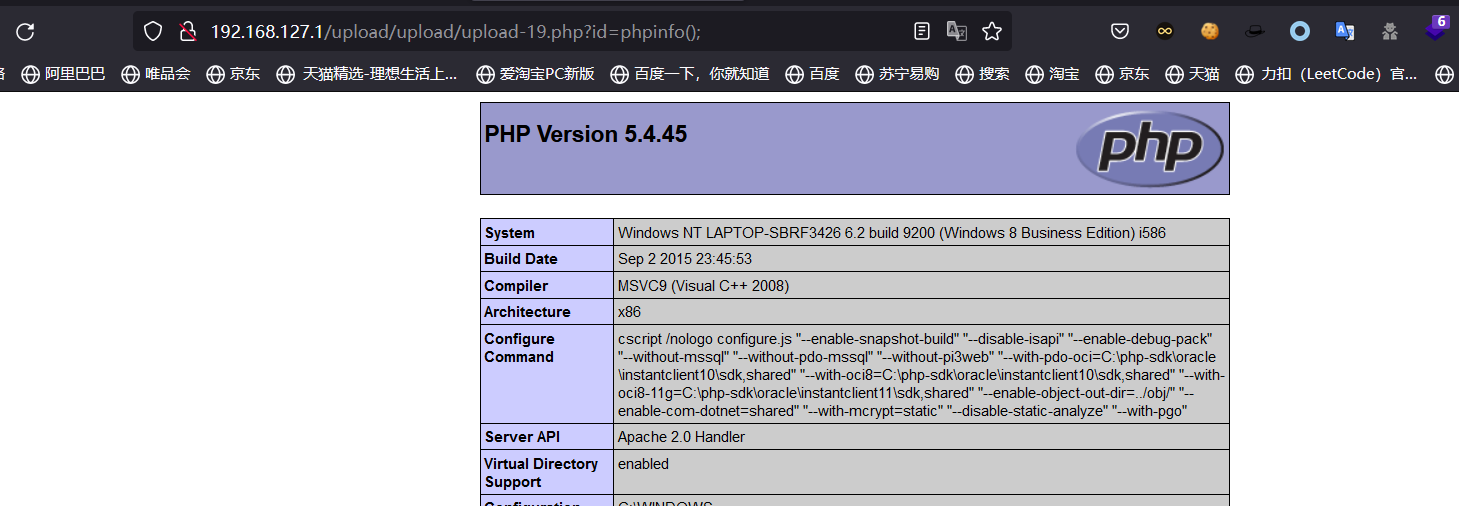 6
192.168.127.1/upload/upload/upload-19.php?id=phpinfo();
阿里巴巴 唯品会 京东 天猫精选-理想生活上... 爱淘宝PC新版 百度一下，你就知道 百度 苏宁易购 搜索 淘宝 京东 天猫 力扣（LeetCode）官...
PHP Version 5.4.45
php
System Windows NT LAPTOP-SBRF3426 6.2 build 9200 (Windows 8 Business Edition) i586
Build Date Sep 2 2015 23:45:53
Compiler MSVC9 (Visual C++ 2008)
Architecture x86
Configure Command
cscript /nologo configure.js "--enable-snapshot-build" "--disable-isapi" "--enable-debug-pack"
"--without-mssql" "--without-pdo-mssql" "--without-pi3web" "--with-pdo-oci=C:\php-sdk\oracle
\instantclient10\sdk,shared" "--with-oci8=C:\php-sdk\oracle\instantclient10\sdk,shared" "--with-
oci8-11g=C:\php-sdk\oracle\instantclient11\sdk,shared" "--enable-object-out-dir=../obj/" "--
enable-com-dotnet=shared" "--with-mcrypt=static" "--disable-static-analyze" "--with-pgo"
Server API Apache 2.0 Handler
Virtual Directory Support enabled
Configuration C:\WINDOWS